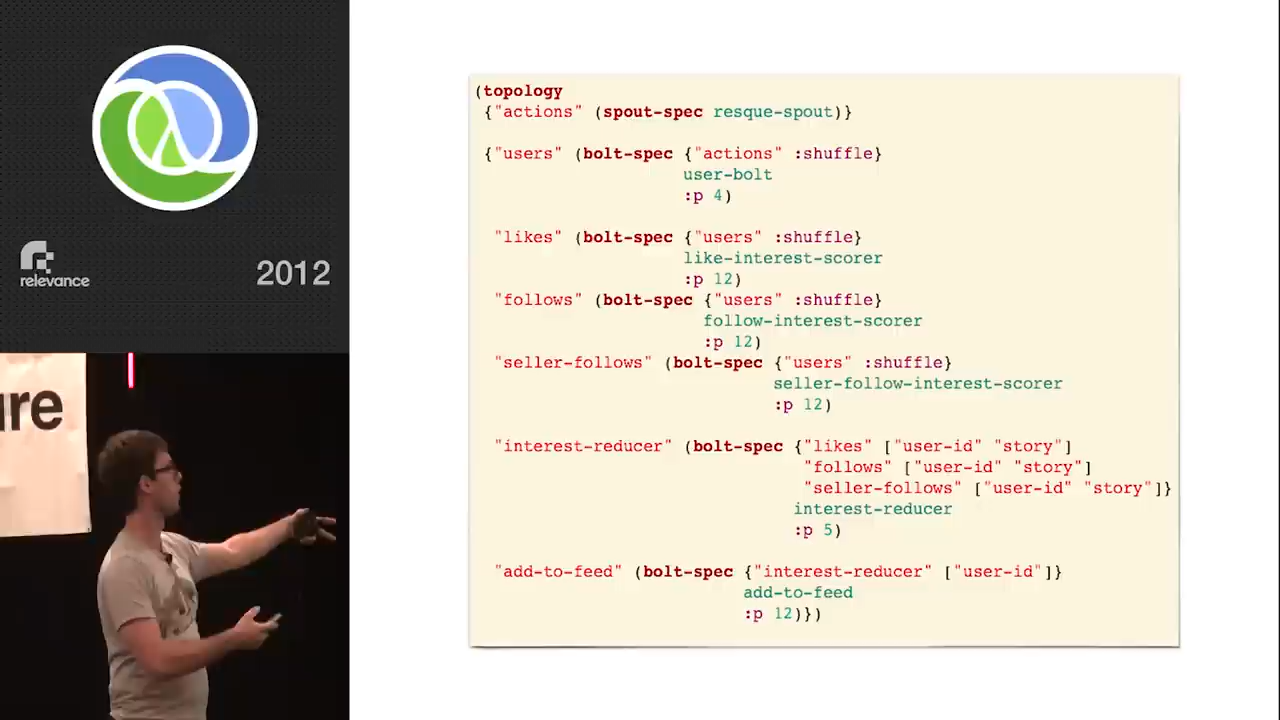 relevance
2012
ure
(topology
{"actions" (spout-spec resque-spout)}
{"users" (bolt-spec {"actions" :shuffle}
user-bolt
:p 4)
"likes" (bolt-spec {"users" :shuffle}
like-interest-scorer
:p 12)
"follows" (bolt-spec {"users" :shuffle}
follow-interest-scorer
:p 12)
"seller-follows" (bolt-spec {"users" :shuffle}
seller-follow-interest-scorer
:p 12)
"interest-reducer" (bolt-spec {"likes" ["user-id" "story"]
"follows" ["user-id" "story"]
"seller-follows" ["user-id" "story"]}
interest-reducer
:p 5)
"add-to-feed" (bolt-spec {"interest-reducer" ["user-id"]}
add-to-feed
:p 12)})